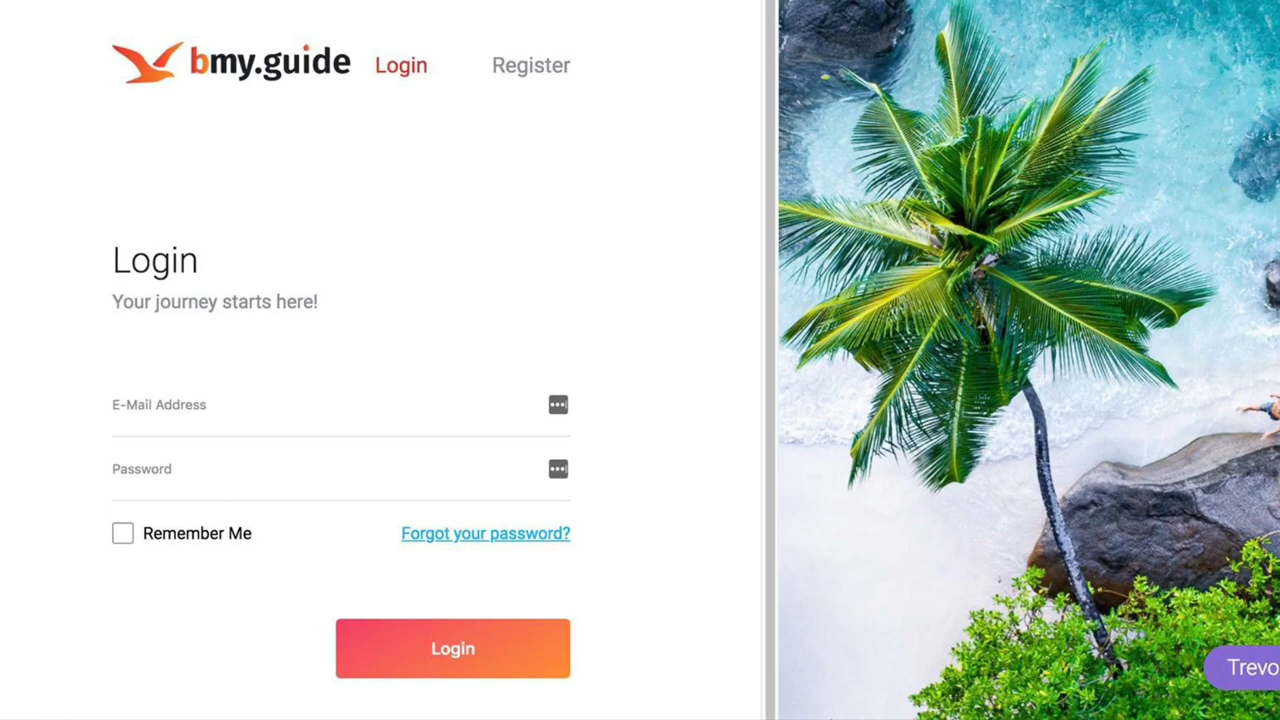 bmy.guide Login Register
Login
Your journey starts here!
E-Mail Address
Password
Remember Me Forgot your password?
Login
Trevo